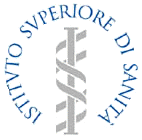 ISTITVTO SVPERIORE DI SANITÀ